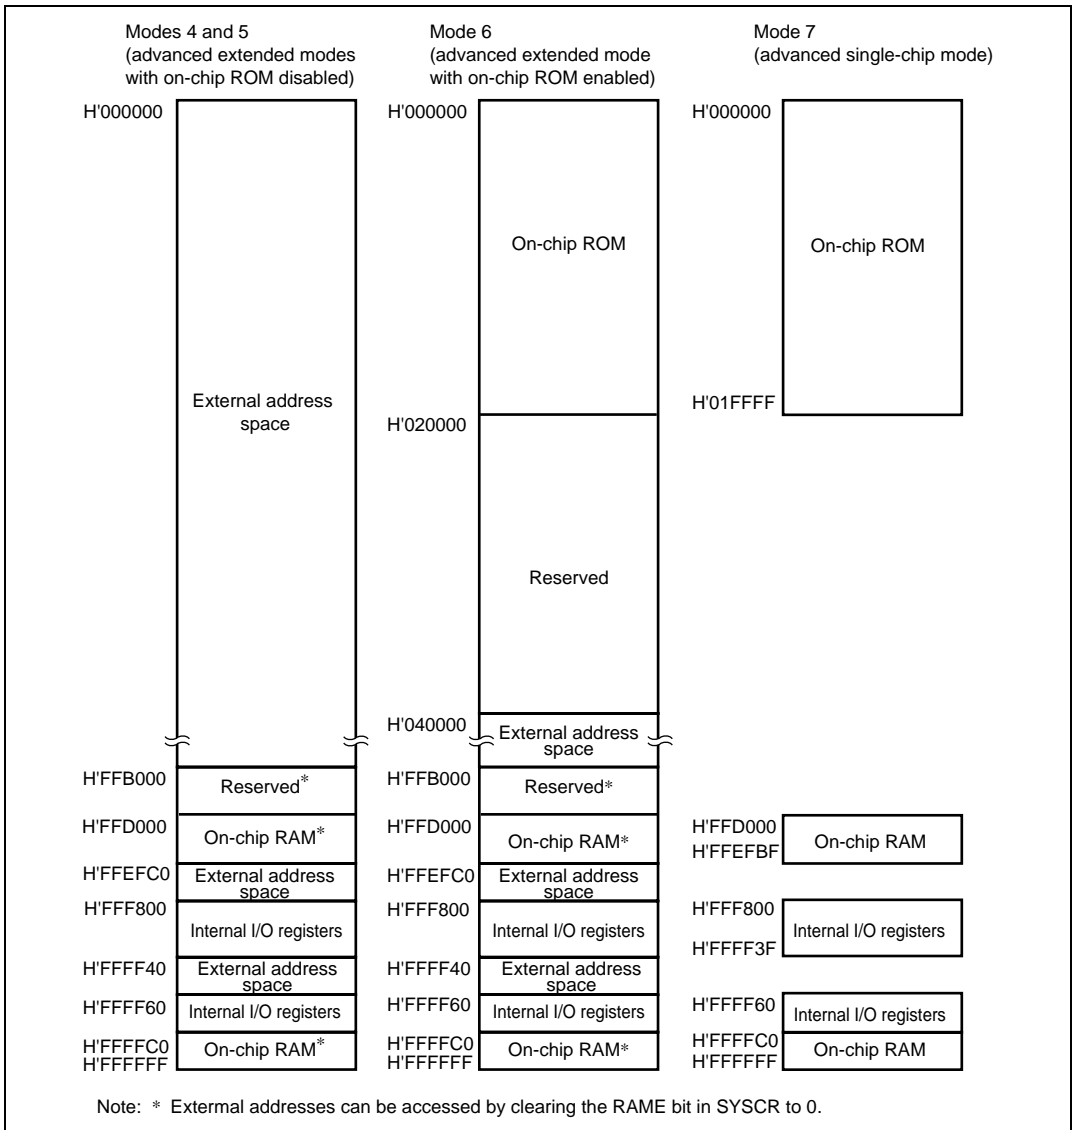 Modes 4 and 5
(advanced extended modes
with on-chip ROM disabled)
H'000000
External address
space
H'FFB000
Reserved*
H'FFD000
On-chip RAM*
H'FFEFC0
External address
space
H'FFF800
Internal I/O registers
H'FFFF40
External address
space
H'FFFF60
Internal I/O registers
H'FFFFC0
On-chip RAM*
H'FFFFFF
Mode 6
(advanced extended mode
with on-chip ROM enabled)
H'000000
On-chip ROM
H'020000
Reserved
H'040000
External address
space
H'FFB000
Reserved*
H'FFD000
On-chip RAM*
H'FFEFC0
External address
space
H'FFF800
Internal I/O registers
H'FFFF40
External address
space
H'FFFF60
Internal I/O registers
H'FFFFC0
On-chip RAM*
H'FFFFFF
Mode 7
(advanced single-chip mode)
H'000000
On-chip ROM
H'01FFFF
H'FFD000
On-chip RAM
H'FFEFBF
H'FFF800
Internal I/O registers
H'FFFF3F
H'FFFF60
Internal I/O registers
H'FFFFC0
On-chip RAM
H'FFFFFF
Note: * Extermal addresses can be accessed by clearing the RAME bit in SYSCR to 0.